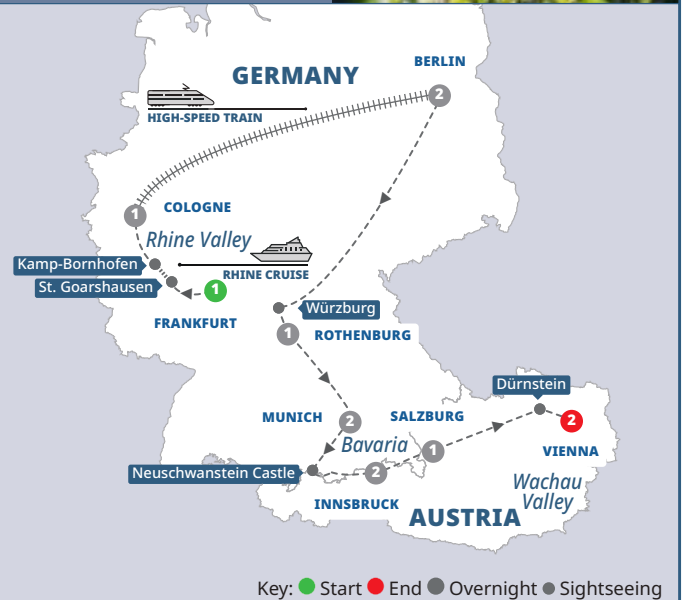 BERLIN
GERMANY
2
HIGH-SPEED TRAIN
COLOGNE
1
Rhine Valley
Kamp-Bornhofen
RHINE CRUISE
St. Goarshausen
1
FRANKFURT
Würzburg
1
ROTHENBURG
Dürnstein
MUNICH
2
SALZBURG
2
Bavaria
1
VIENNA
Neuschwanstein Castle
2
Wachau
Valley
INNSBRUCK
AUSTRIA
Key: Start End Overnight Sightseeing